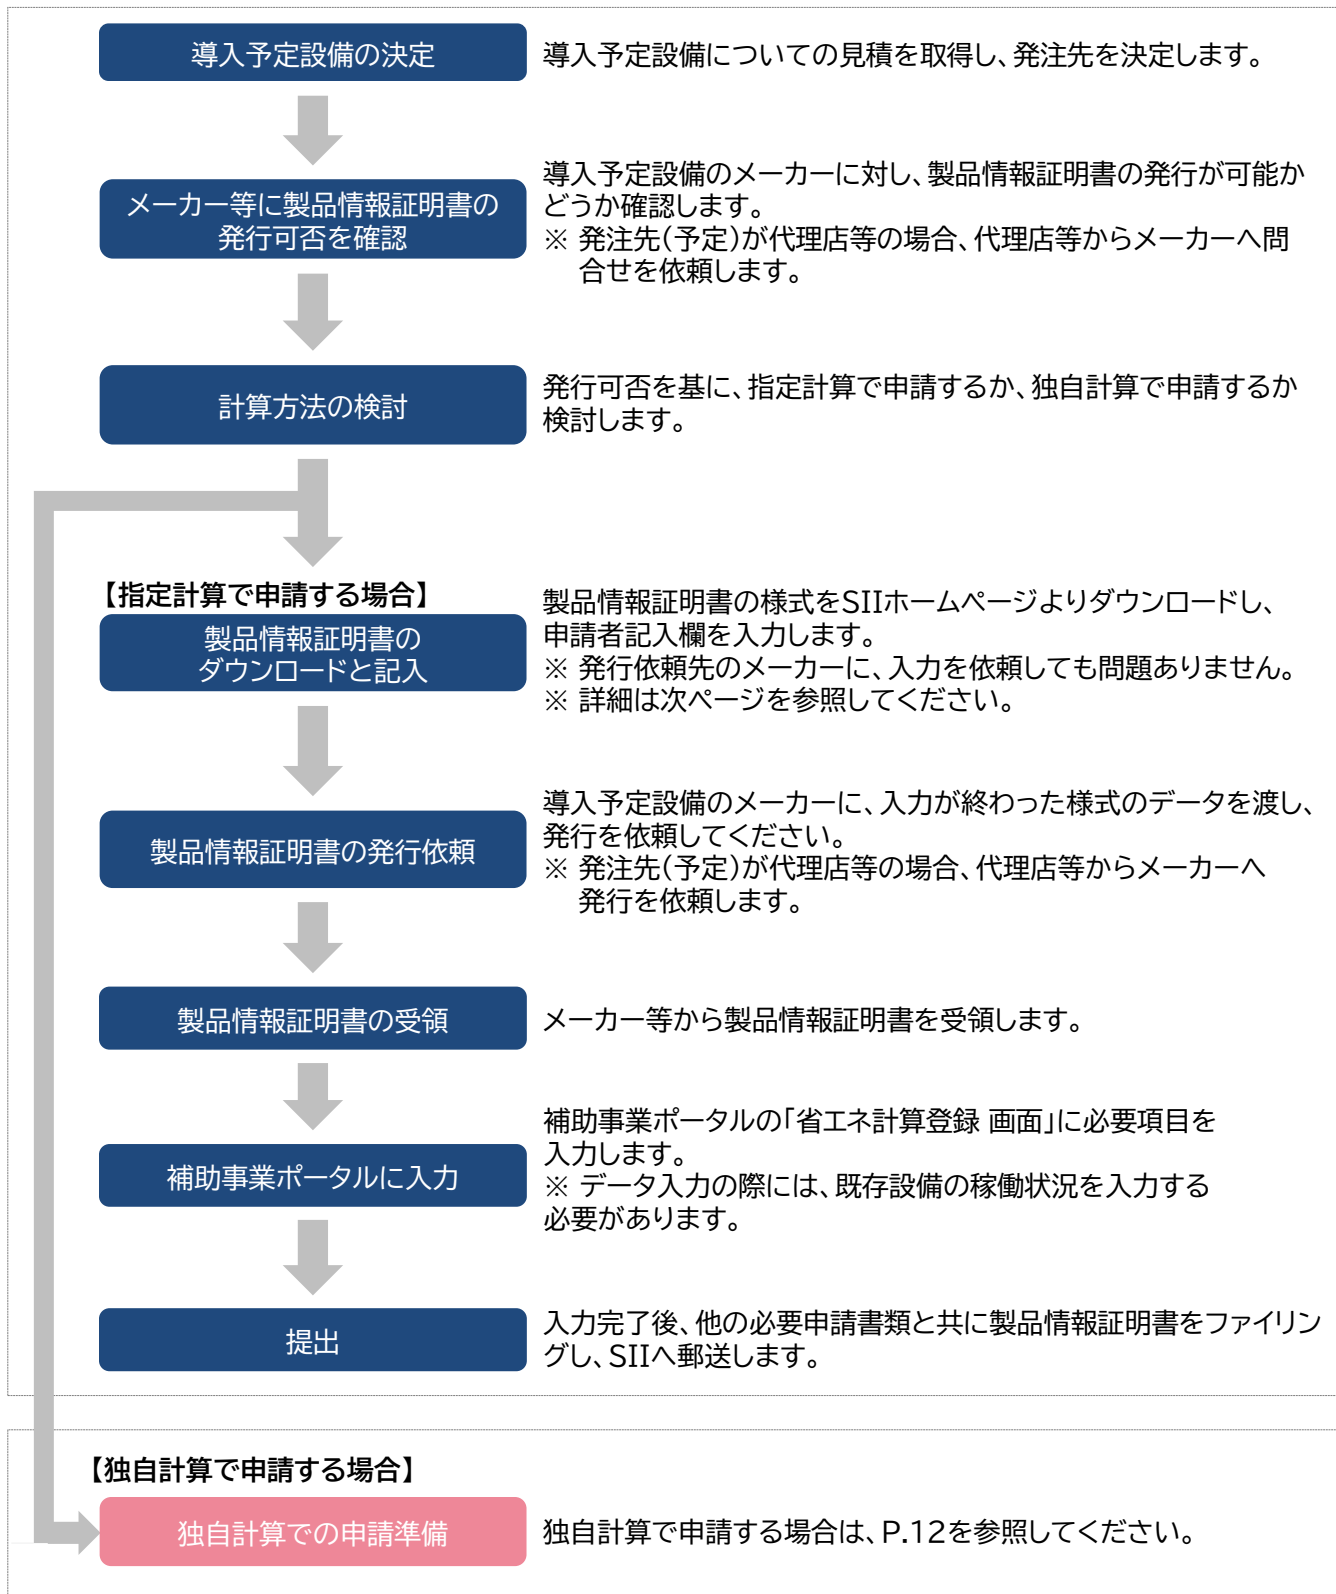 導入予定設備の決定
導入予定設備についての見積を取得し、発注先を決定します。
メーカー等に製品情報証明書の
発行可否を確認
導入予定設備のメーカーに対し、製品情報証明書の発行が可能か
どうか確認します。
※ 発注先(予定)が代理店等の場合、代理店等からメーカーへ問
合せを依頼します。
計算方法の検討
発行可否を基に、指定計算で申請するか、独自計算で申請するか
検討します。
【指定計算で申請する場合】
製品情報証明書の
ダウンロードと記入
製品情報証明書の様式をSIIホームページよりダウンロードし、
申請者記入欄を入力します。
※ 発行依頼先のメーカーに、入力を依頼しても問題ありません。
※ 詳細は次ページを参照してください。
製品情報証明書の発行依頼
導入予定設備のメーカーに、入力が終わった様式のデータを渡し、
発行を依頼してください。
※ 発注先(予定)が代理店等の場合、代理店等からメーカーへ
発行を依頼します。
製品情報証明書の受領
メーカー等から製品情報証明書を受領します。
補助事業ポータルに入力
補助事業ポータルの「省エネ計算登録 画面」に必要項目を
入力します。
※ データ入力の際には、既存設備の稼働状況を入力する
必要があります。
提出
入力完了後、他の必要申請書類と共に製品情報証明書をファイリン
グし、SIIへ郵送します。
【独自計算で申請する場合】
独自計算での申請準備
独自計算で申請する場合は、P.12を参照してください。